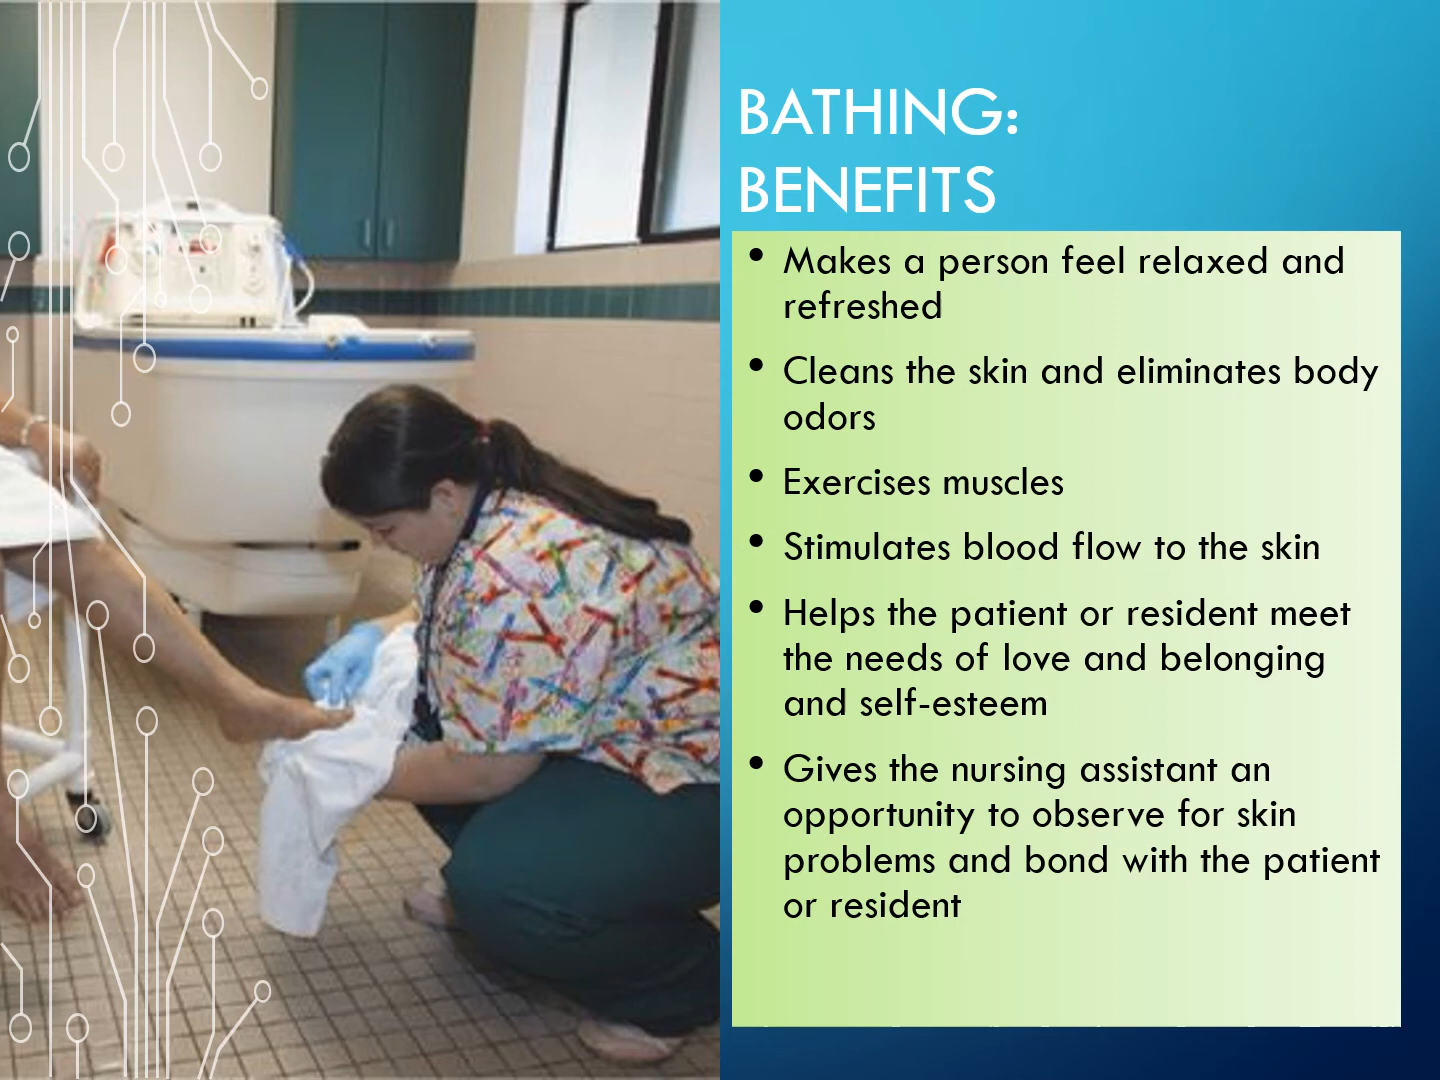 BATHING:
BENEFITS
• Makes a person feel relaxed and
refreshed
• Cleans the skin and eliminates body
odors
• Exercises muscles
• Stimulates blood flow to the skin
• Helps the patient or resident meet
the needs of love and belonging
and self-esteem
• Gives the nursing assistant an
opportunity to observe for skin
problems and bond with the patient
or resident